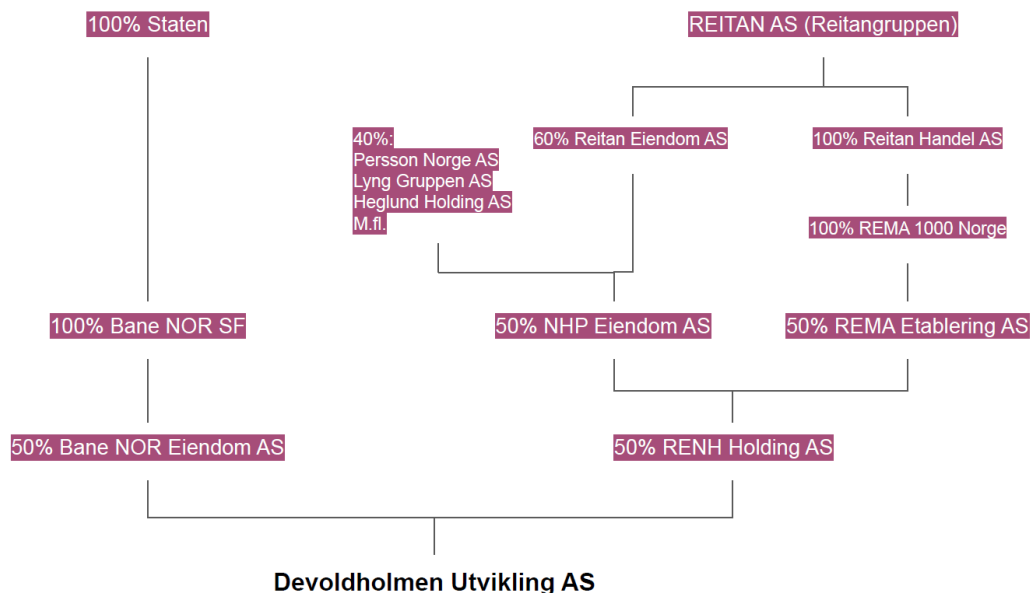 100% Staten
REITAN AS (Reitangruppen)
40%:
Persson Norge AS
Lyng Gruppen AS
Heglund Holding AS
M.fl.
60% Reitan Eiendom AS
100% Reitan Handel AS
100% REMA 1000 Norge
100% Bane NOR SF
50% NHP Eiendom AS
50% REMA Etablering AS
50% Bane NOR Eiendom AS
50% RENH Holding AS
Devoldholmen Utvikling AS